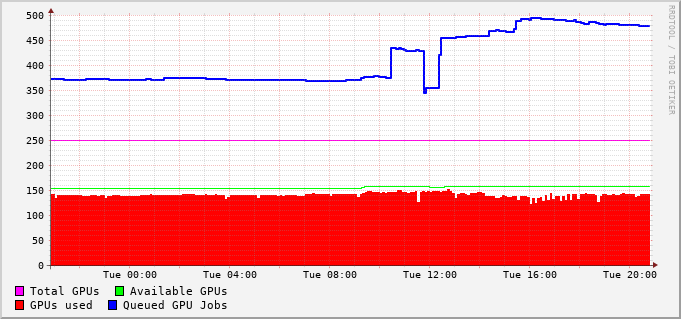 500
450
400
350
300
250
200
150
100
50
0
Tue 00:00 Tue 04:00 Tue 08:00 Tue 12:00 Tue 16:00 Tue 20:00
Total GPUs Available GPUs
GPUs used Queued GPU Jobs
RRDTOOL / TOBI OETIKER